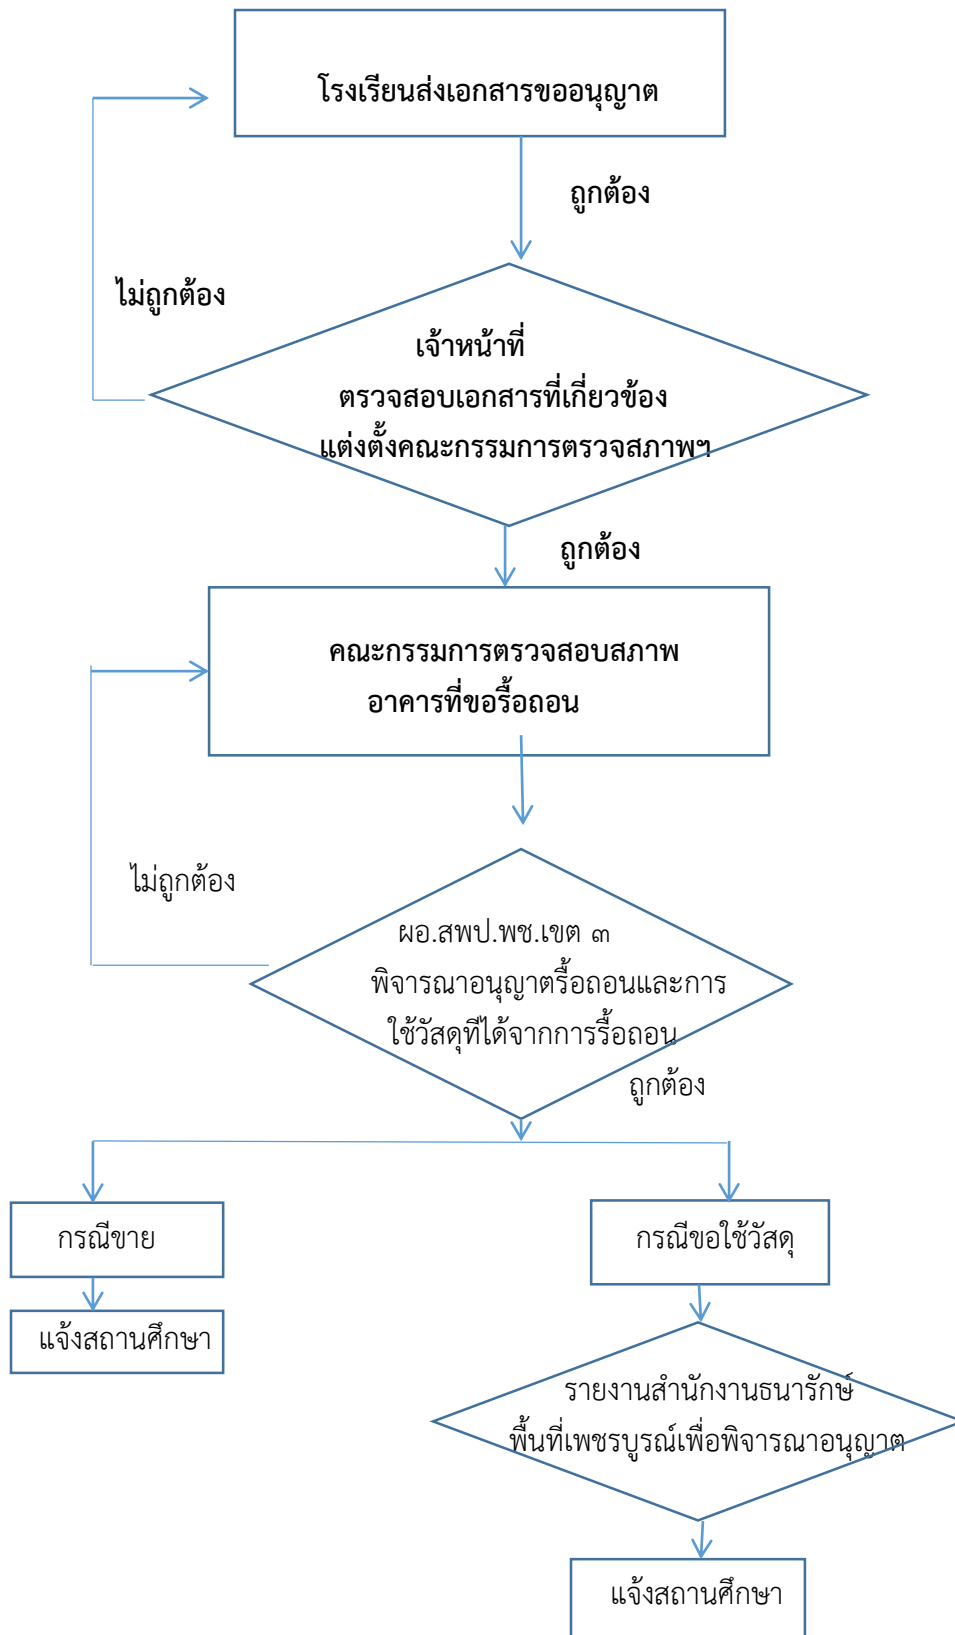 โรงเรียนส่งเอกสารขออนุญาต
ถูกต้อง
ไม่ถูกต้อง
เจ้าหน้าที่
ตรวจสอบเอกสารที่เกี่ยวข้อง
แต่งตั้งคณะกรรมการตรวจสภาพฯ
ถูกต้อง
คณะกรรมการตรวจสอบสภาพ
อาคารที่ขอรื้อถอน
ไม่ถูกต้อง
ผอ.สพป.พช.เขต ๓
พิจารณาอนุญาตรื้อถอนและการ
ใช้วัสดุทีได้จากการรื้อถอน
ถูกต้อง
กรณีขาย
กรณีขอใช้วัสดุ
แจ้งสถานศึกษา
รายงานสำนักงานธนารักษ์
พื้นที่เพชรบูรณ์เพื่อพิจารณาอนุญาต
แจ้งสถานศึกษา